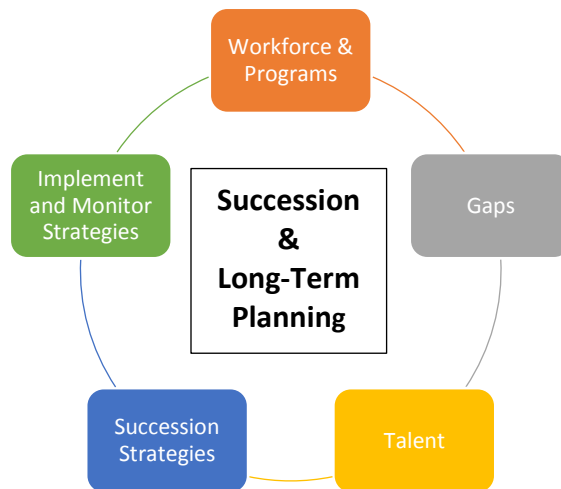 Workforce &
Programs
Implement
and Monitor
Strategies
Succession
&
Long-Term
Planning
Gaps
Succession
Strategies
Talent